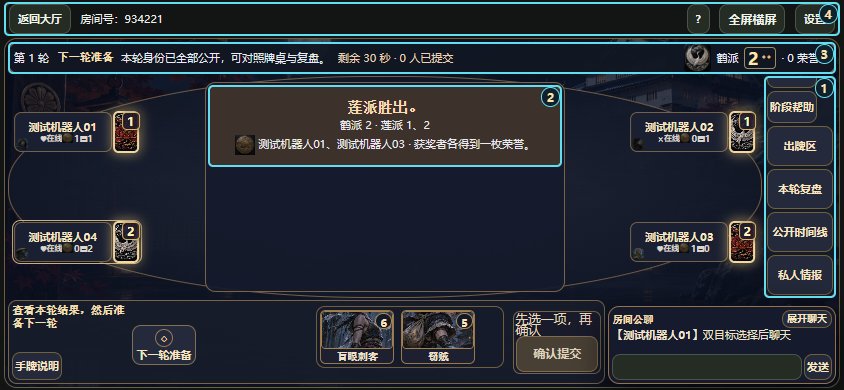 返回大厅 房间号：934221 ? 全屏横屏 设置 4
第 1 轮 下一轮准备 本轮身份已全部公开，可对照牌桌与复盘。 剩余 30 秒 · 0 人已提交 鹤派 2 · 0 荣誉 3
1
阶段帮助
出牌区
本轮复盘
公开时间线
私人情报
2
莲派胜出。
鹤派 2 · 莲派 1、2
测试机器人01、测试机器人03 · 获奖者各得到一枚荣誉。
测试机器人01 1
♥在线 1 1
测试机器人02 1
x在线 0 1
测试机器人04 2
♥在线 0 2
测试机器人03 2
♥在线 1 0
查看本轮结果，然后准
备下一轮
下一轮准备
手牌说明
6
盲眼刺客
5
窃贼
先选一项，再
确认
确认提交
房间公聊 展开聊天
【测试机器人01】双目标选择后聊天
发送